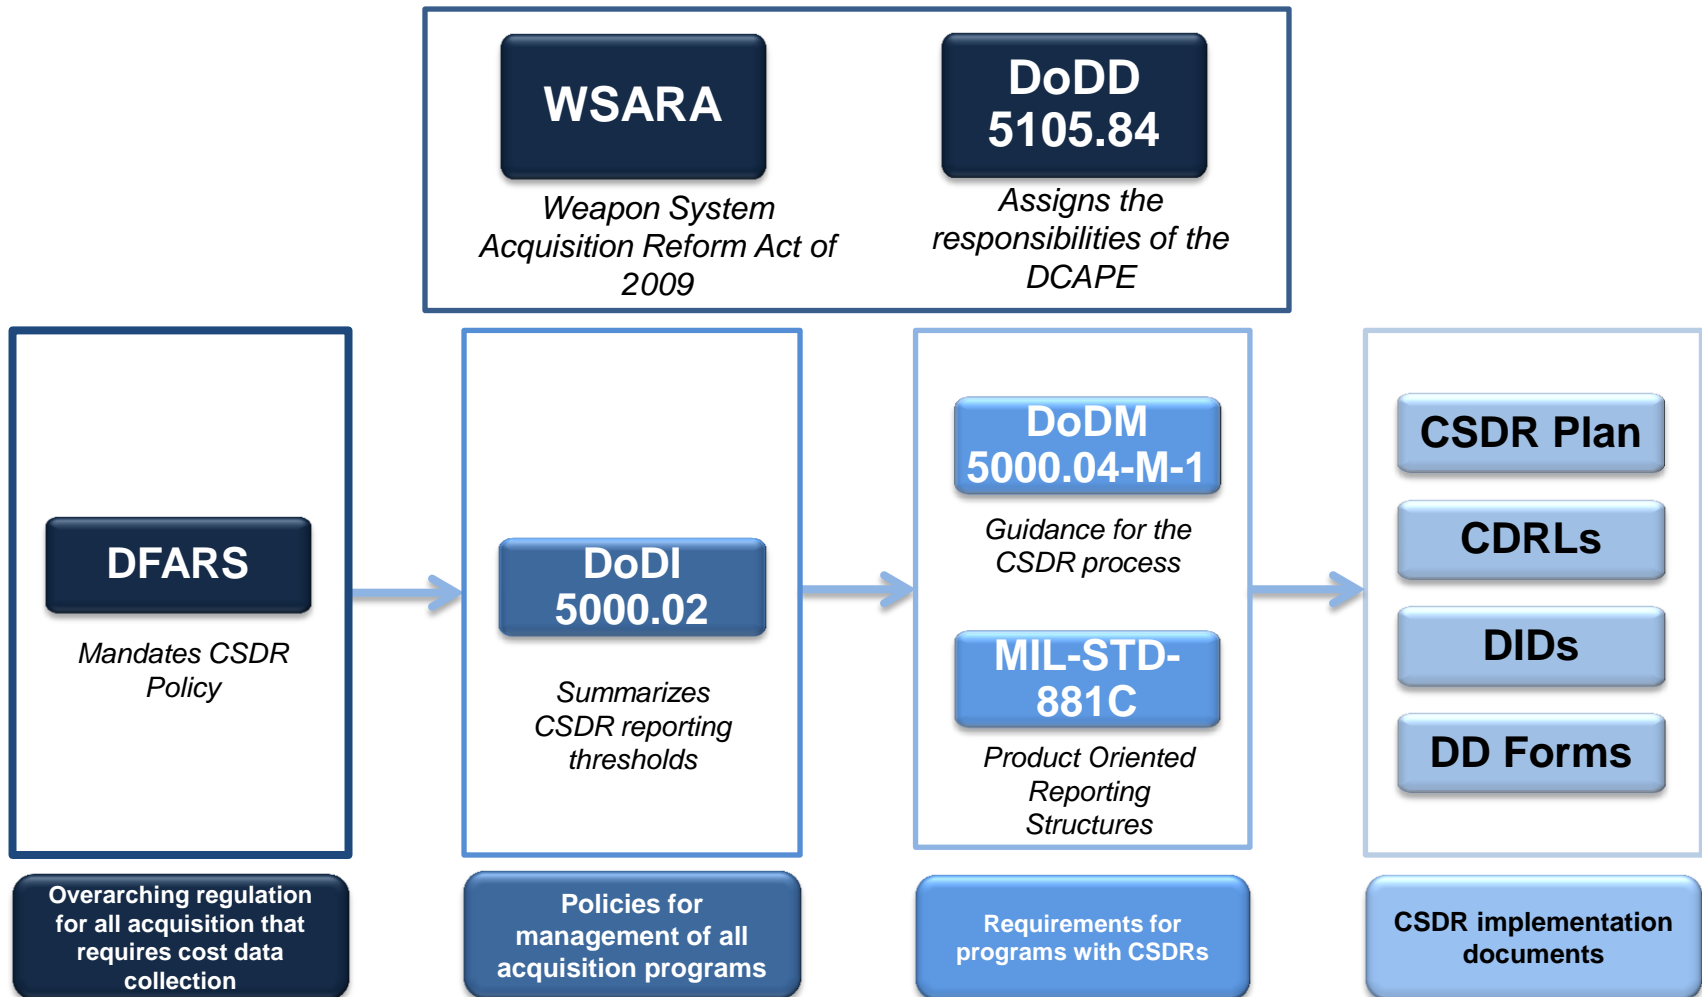 WSARA
Weapon System
Acquisition Reform Act of
2009
DoDD
5105.84
Assigns the
responsibilities of the
DCAPE
DFARS
Mandates CSDR
Policy
DoDI
5000.02
Summarizes
CSDR reporting
thresholds
DoDM
5000.04-M-1
Guidance for the
CSDR process
MIL-STD-
881C
Product Oriented
Reporting
Structures
CSDR Plan
CDRLs
DIDs
DD Forms
Overarching regulation
for all acquisition that
requires cost data
collection
Policies for
management of all
acquisition programs
Requirements for
programs with CSDRs
CSDR implementation
documents